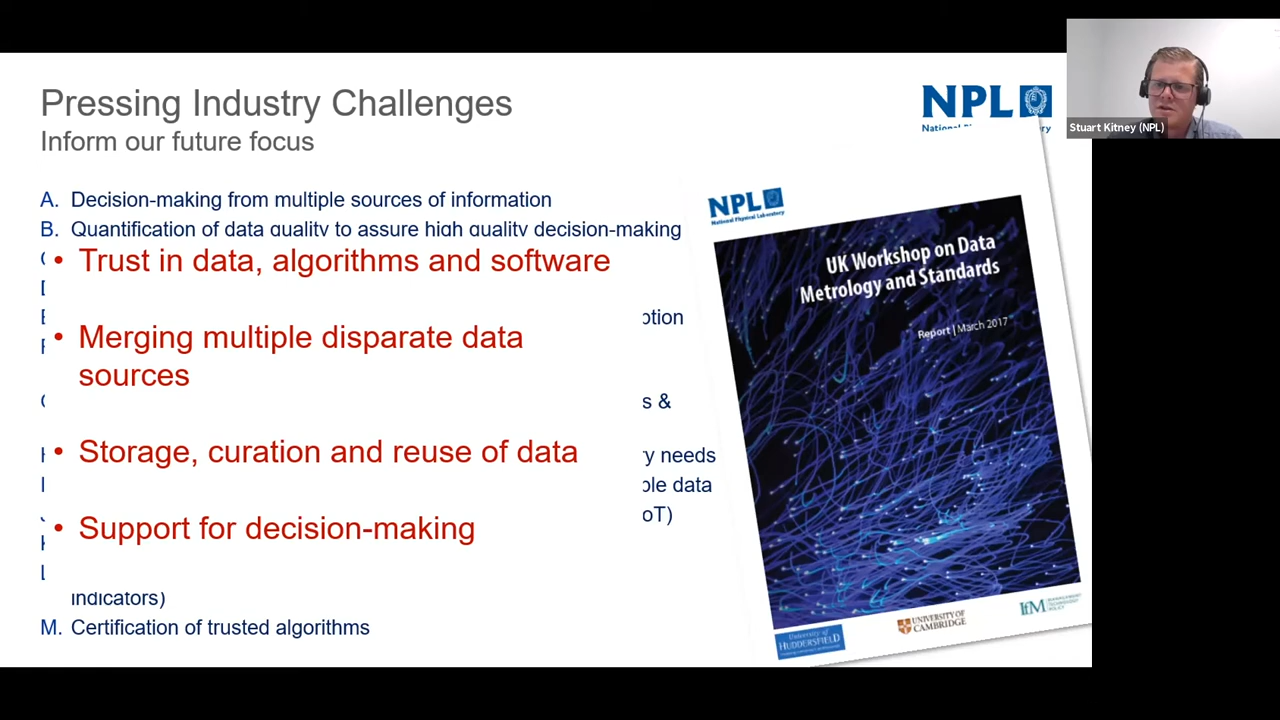 Pressing Industry Challenges
Inform our future focus
NPL
Stuart Kitney (NPL)
A. Decision-making from multiple sources of information
B. Quantification of data quality to assure high quality decision-making
• Trust in data, algorithms and software
• Merging multiple disparate data
sources
s &
• Storage, curation and reuse of data
needs
data
• Support for decision-making
indicators)
M. Certification of trusted algorithms
NPL
National Physical Laboratory
UK Workshop on Data
Metrology and Standards
Report | March 2017
University of
HUDDERSFIELD
UNIVERSITY OF
CAMBRIDGE
IfM